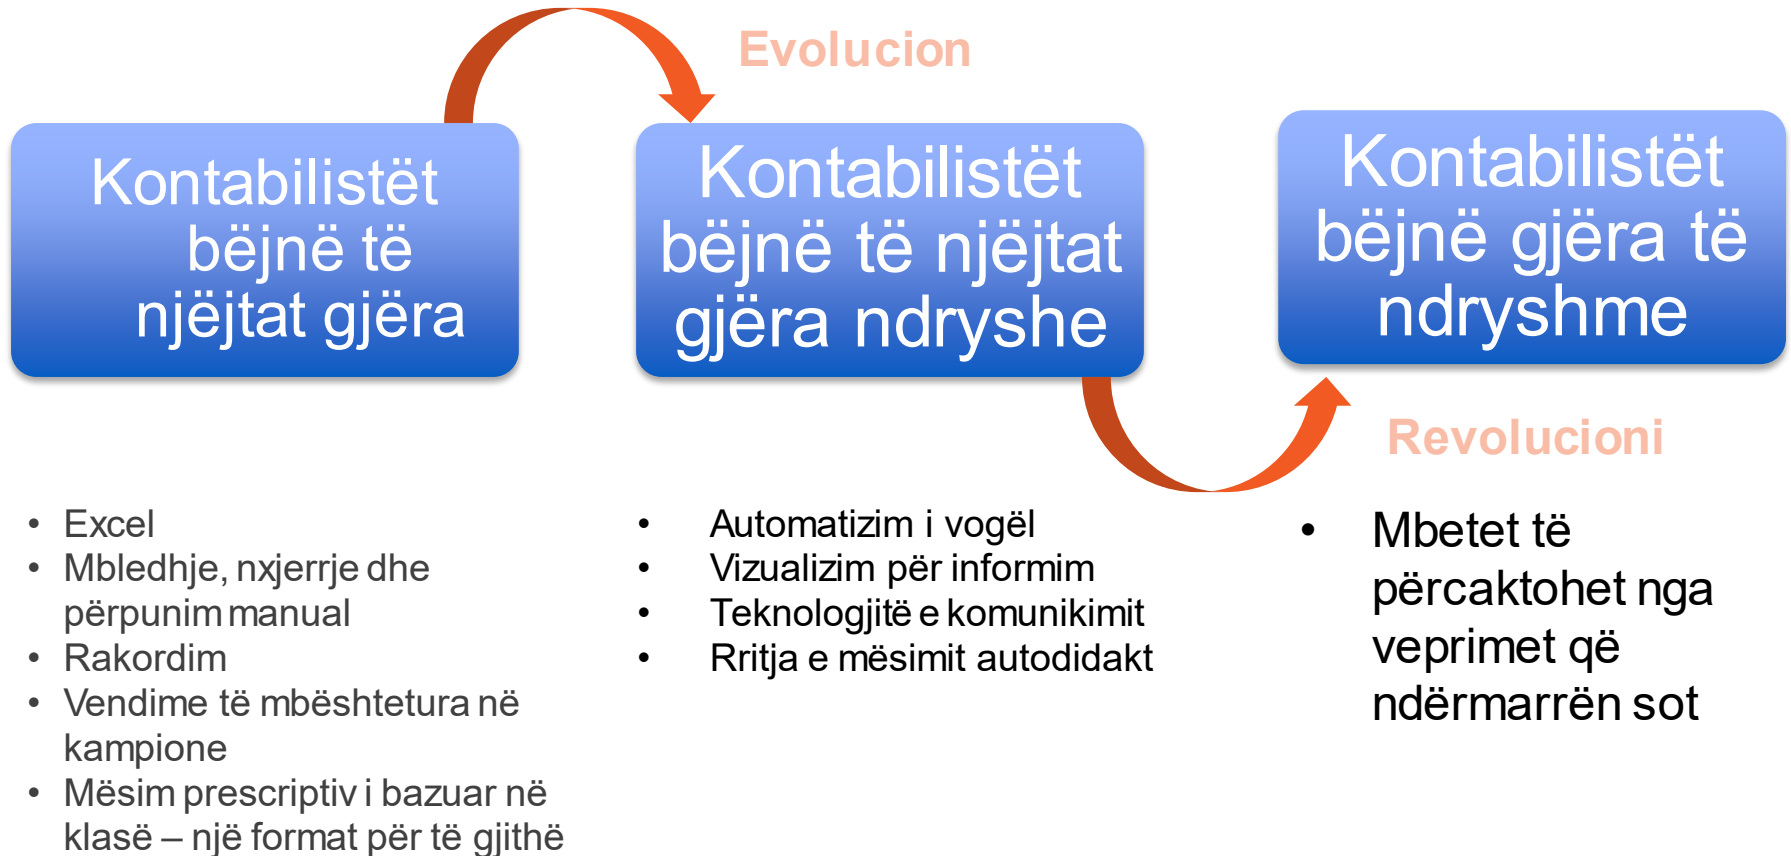 Evolucion
Kontabilistët
bëjnë të
njëjtat gjëra
Kontabilistët
bëjnë të njëjtat
gjëra ndryshe
Kontabilistët
bëjnë gjëra të
ndryshme
Revolucioni
• Excel
• Mbledhje, nxjerrje dhe
përpunim manual
• Rakordim
• Vendime të mbështetura në
kampione
• Mësim prescriptiv i bazuar në
klasë – një format për të gjithë
• Automatizim i vogël
• Vizualizim për informim
• Teknologjitë e komunikimit
• Rritja e mësimit autodidakt
• Mbetet të
përcaktohet nga
veprimet që
ndërmarrën sot